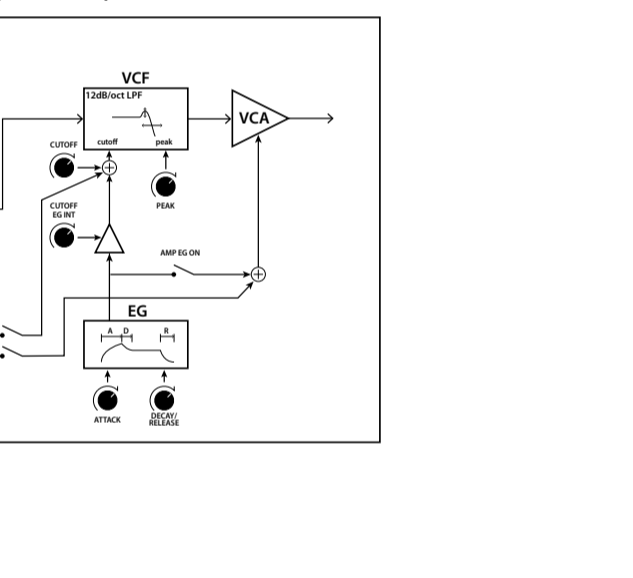 VCF
12dB/oct LPF
VCA
cutoff
peak
CUTOFF
PEAK
CUTOFF
EG INT
AMP EG ON
EG
A D R
ATTACK
DECAY/
RELEASE